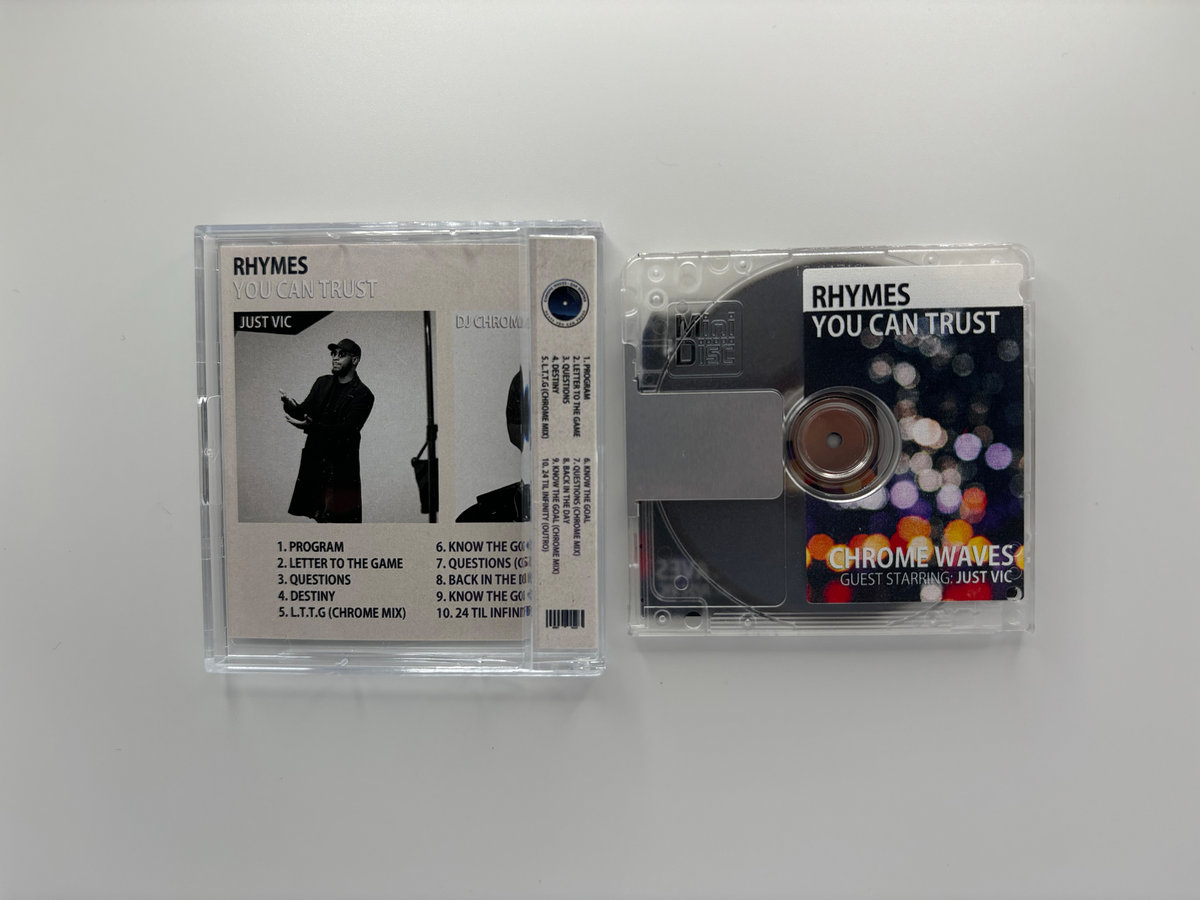 RHYMES
YOU CAN TRUST
JUST VIC
DJ CHROM
1. PROGRAM
2. LETTER TO THE GAME
3. QUESTIONS
4. DESTINY
5. L.T.T.G (CHROME MIX)
6. KNOW THE GO
7. QUESTIONS (C
8. BACK IN THE D
9. KNOW THE GO
10. 24 TIL INFIN
1. PROGRAM
2. LETTER TO THE GAME
3. QUESTIONS
4. DESTINY
5. L.T.T.G (CHROME MIX)
6. KNOW THE GOAL
7. QUESTIONS (CHROME MIX)
8. BACK IN THE DAY
9. KNOW THE GOAL (CHROME MIX)
10. 24 TIL INFINITY (OUTRO)
Mini
Disc
RHYMES
YOU CAN TRUST
CHROME WAVES
GUEST STARRING: JUST VIC